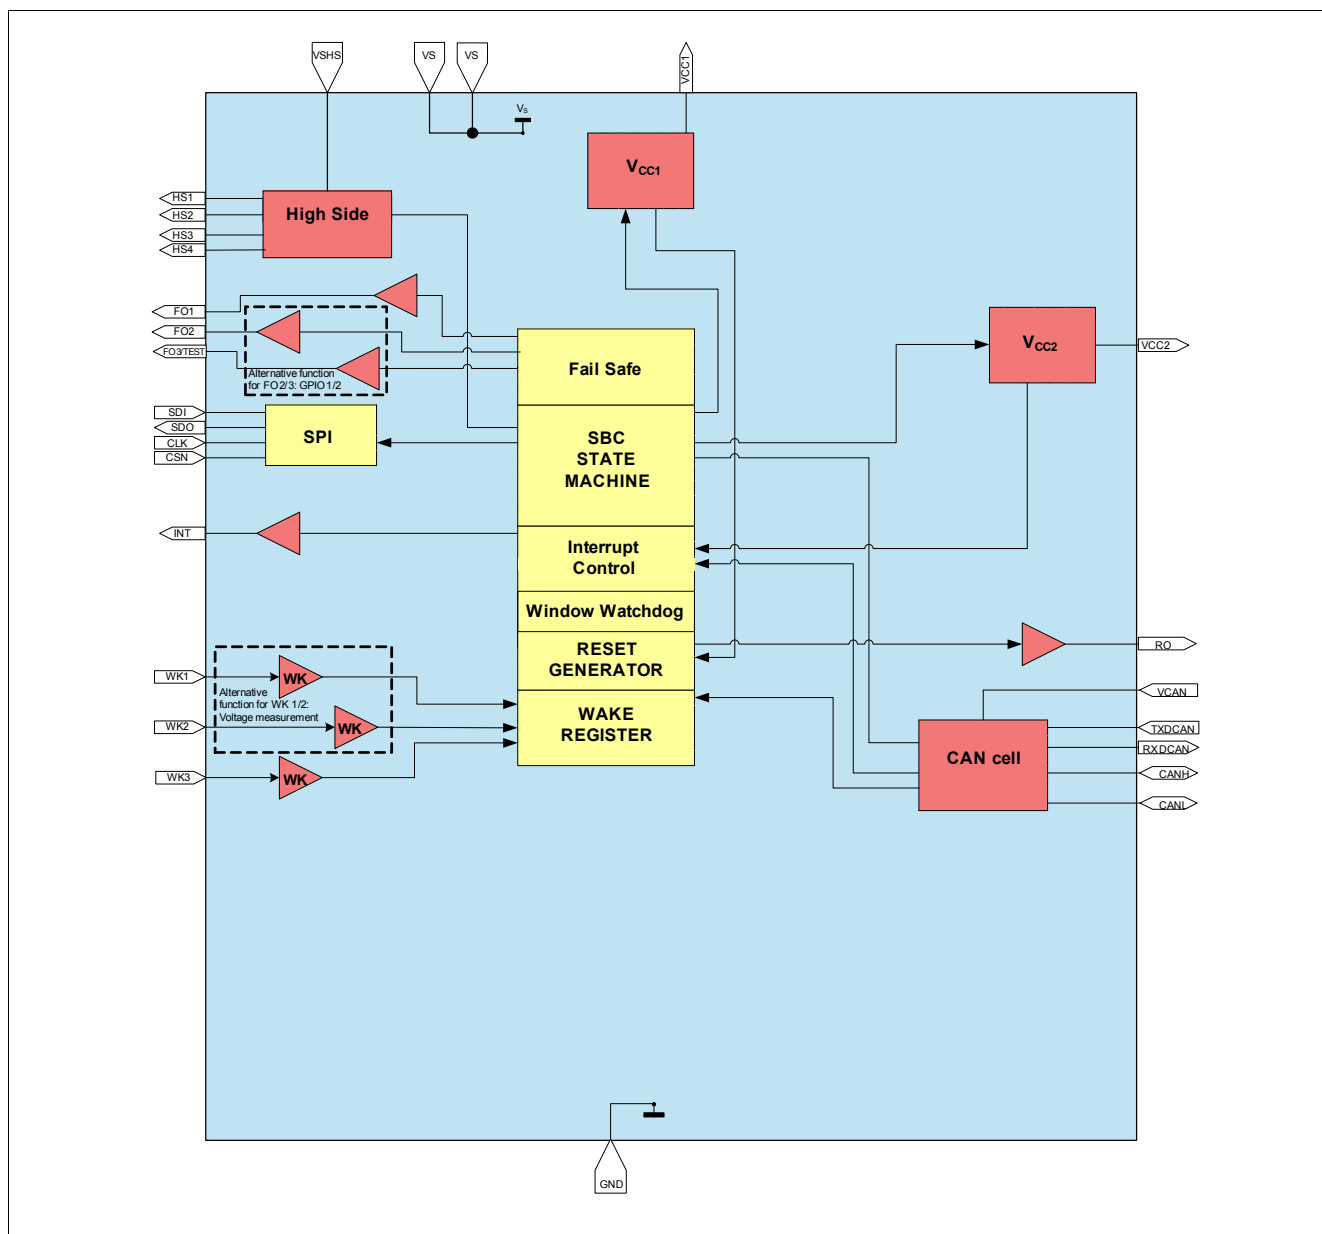 VSHS
VS
VS
VCC1
Vs
VCC1
HS1
HS2
HS3
HS4
High Side
FO1
FO2
FO3/TEST
Alternative function
for FO2/3: GPIO1/2
Fail Safe
VCC2
VCC2
SDI
SDO
CLK
CSN
SPI
SBC
STATE
MACHINE
INT
Interrupt
Control
Window Watchdog
RESET
GENERATOR
RO
WK1
WK
Alternative
function for WK 1/2:
Voltage measurement
WK2
WK
WK3
WK
WAKE
REGISTER
VCAN
TXDCAN
RXDCAN
CANH
CANL
CAN cell
GND